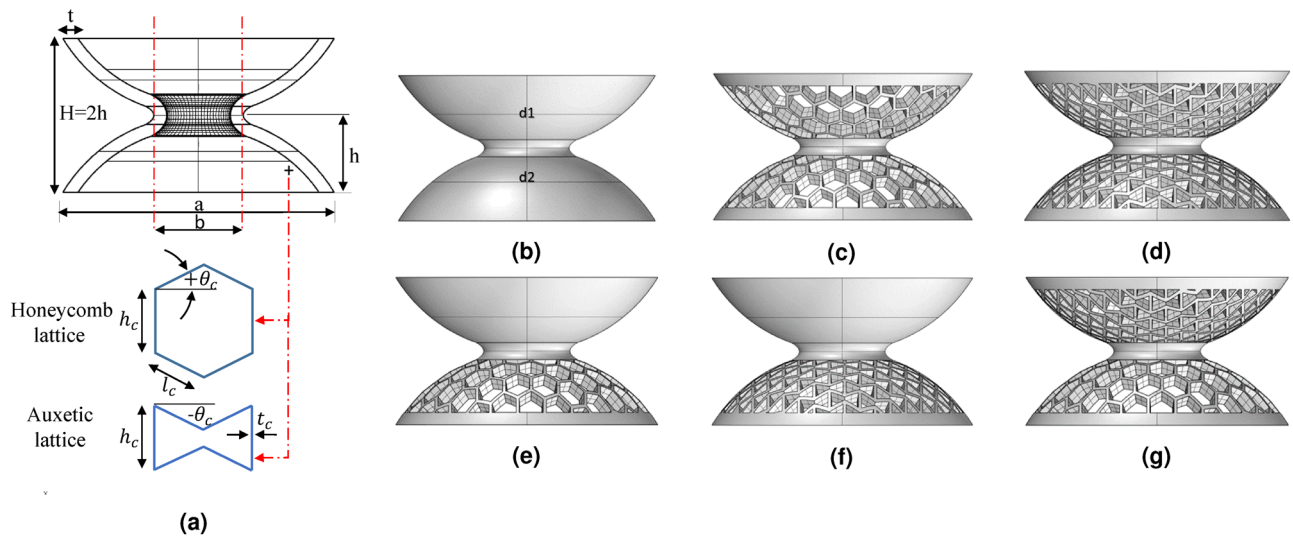 t
H=2h
h
a
b
+θc
Honeycomb
lattice
hc
lc
Auxetic
lattice
hc
-θc
tc
v
(a)
d1
d2
(b)
(c)
(d)
(e)
(f)
(g)